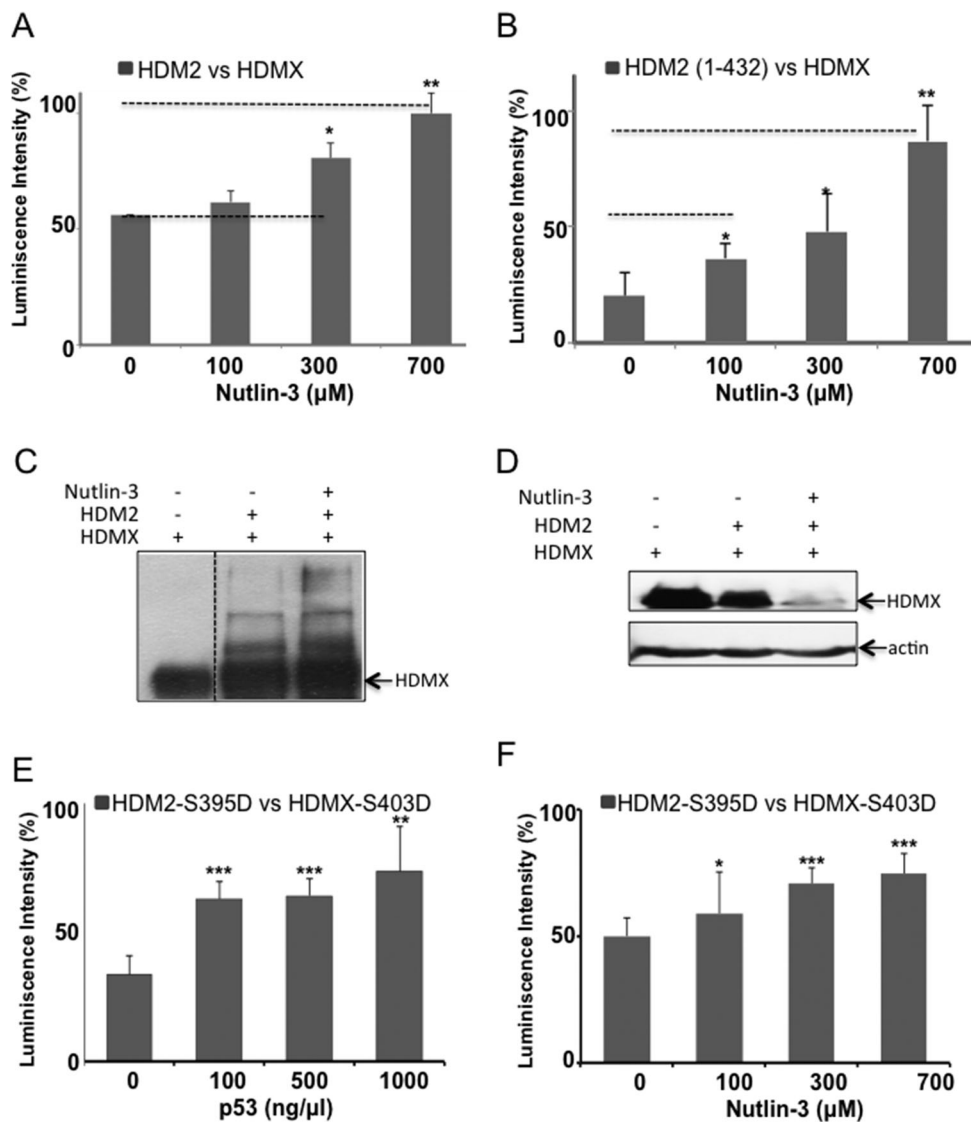 A
HDM2 vs HDMX
Luminiscence Intensity (%)
100
50
0
*
**
0 100 300 700
Nutlin-3 (µM)
B
HDM2 (1-432) vs HDMX
Luminiscence Intensity (%)
100
50
0
*
*
**
0 100 300 700
Nutlin-3 (µM)
C
Nutlin-3 - - +
HDM2 - + +
HDMX + + +
HDMX
D
Nutlin-3 - - +
HDM2 - + +
HDMX + + +
HDMX
actin
E
HDM2-S395D vs HDMX-S403D
Luminiscence Intensity (%)
100
50
0
***
***
**
0 100 500 1000
p53 (ng/µl)
F
HDM2-S395D vs HDMX-S403D
Luminiscence Intensity (%)
100
50
0
*
***
***
0 100 300 700
Nutlin-3 (µM)